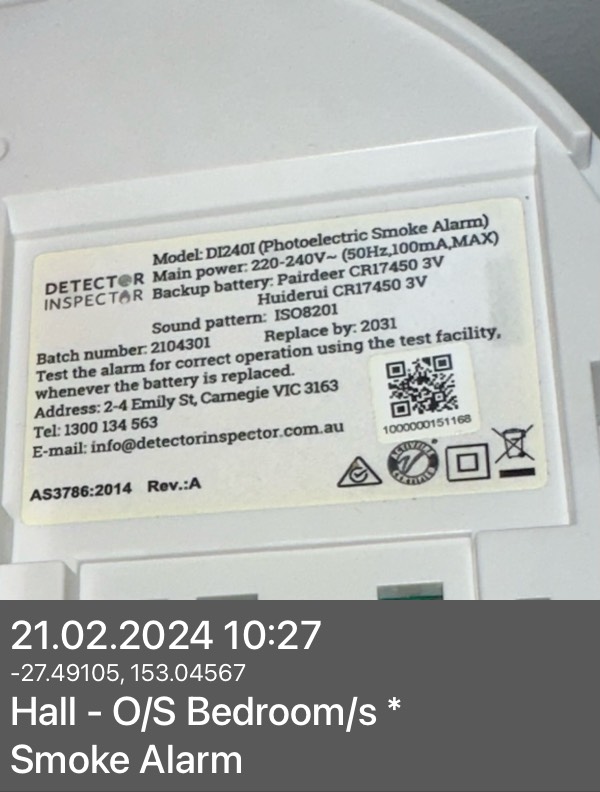 DETECTOR
INSPECTOR
Model: DI240I (Photoelectric Smoke Alarm)
Main power: 220-240V~ (50Hz,100mA,MAX)
Backup battery: Pairdeer CR17450 3V
Huiderui CR17450 3V
Sound pattern: ISO8201
Batch number: 2104301 Replace by: 2031
Test the alarm for correct operation using the test facility,
whenever the battery is replaced.
Address: 2-4 Emily St, Carnegie VIC 3163
Tel: 1300 134 563
E-mail: info@detectorinspector.com.au
1000000151168
AS3786:2014 Rev.:A
21.02.2024 10:27
-27.49105, 153.04567
Hall - O/S Bedroom/s *
Smoke Alarm